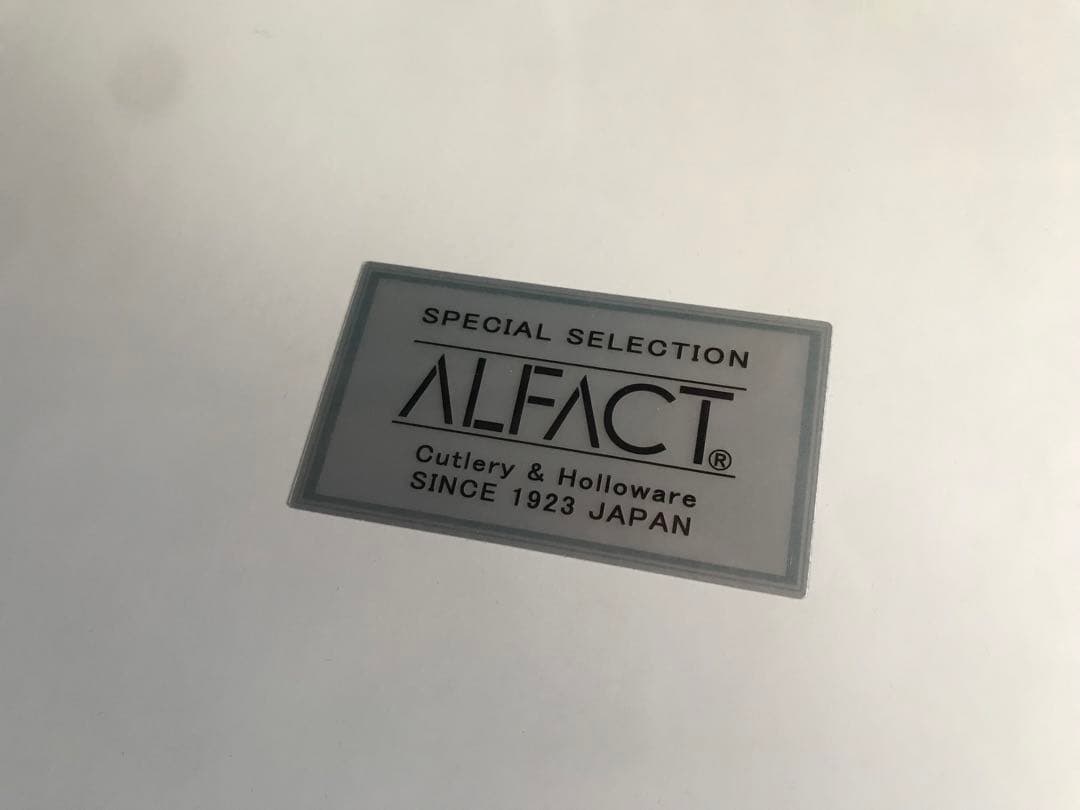 SPECIAL SELECTION
ALFACT®
Cutlery & Holloware
SINCE 1923 JAPAN